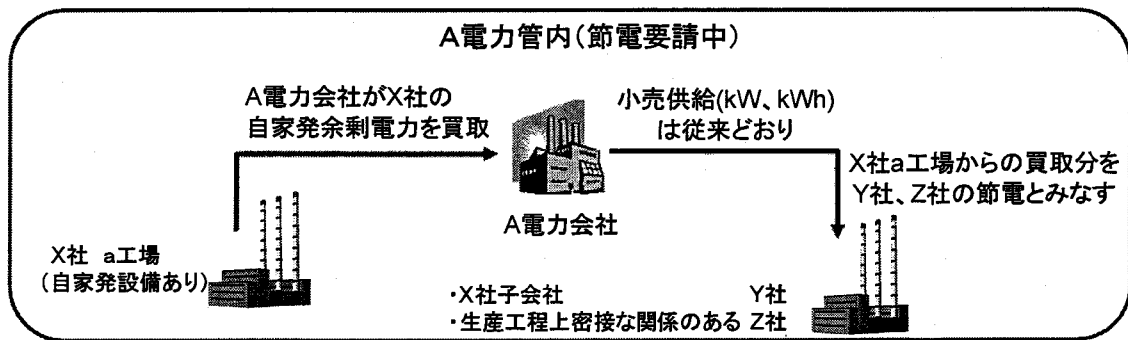 A電力管内(節電要請中)
A電力会社がX社の
自家発余剰電力を買取
小売供給(kW、kWh)
は従来どおり
X社a工場からの買取分を
Y社、Z社の節電とみなす
A電力会社
X社 a工場
(自家発設備あり)
・X社子会社 Y社
・生産工程上密接な関係のある Z社